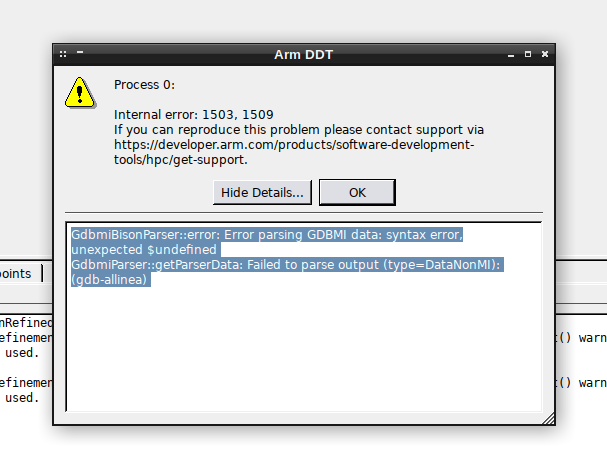 Arm DDT
Process 0:
Internal error: 1503, 1509
If you can reproduce this problem please contact support via
https://developer.arm.com/products/software-development-
tools/hpc/get-support.
Hide Details...
OK
GdbmiBisonParser::error: Error parsing GDBMI data: syntax error,
unexpected $undefined
GdbmiParser::getParserData: Failed to parse output (type=DataNonMI):
(gdb-allinea)
oints
nRefined
efinemen
() warn
used.
efinemen
() warn
used.